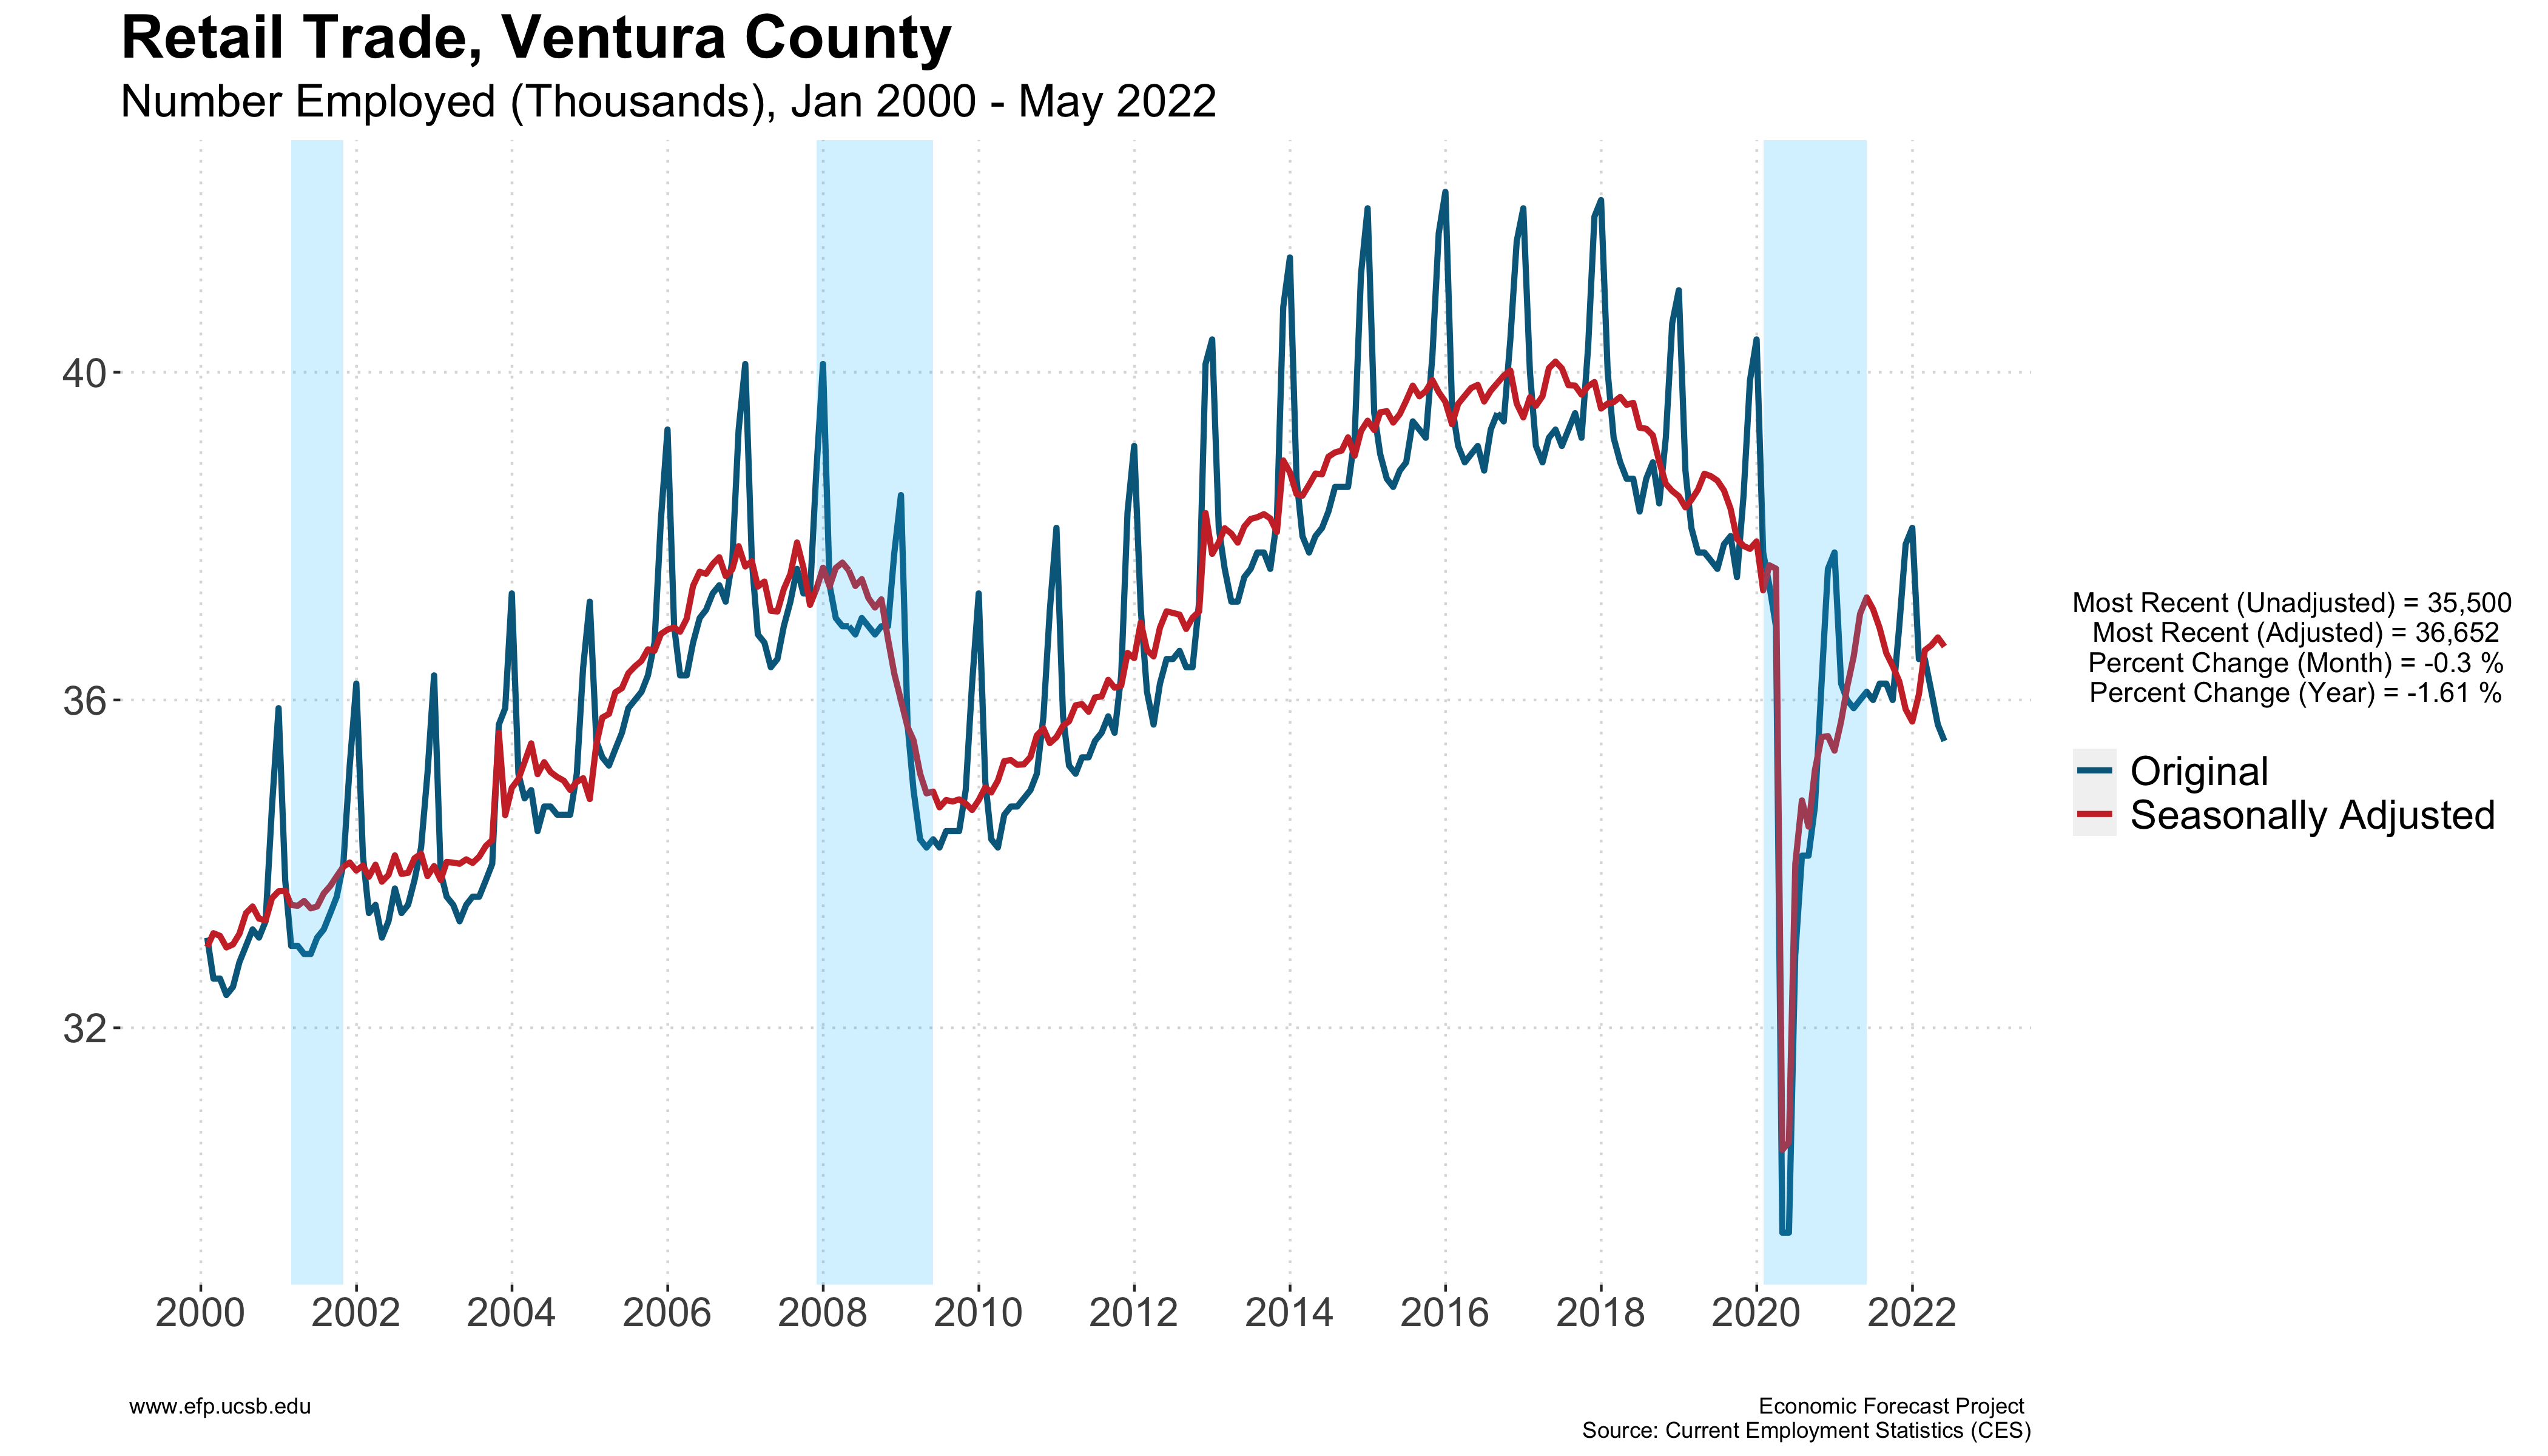 Retail Trade, Ventura County
Number Employed (Thousands), Jan 2000 - May 2022
40
36
32
2000 2002 2004 2006 2008 2010 2012 2014 2016 2018 2020 2022
Most Recent (Unadjusted) = 35,500
Most Recent (Adjusted) = 36,652
Percent Change (Month) = -0.3 %
Percent Change (Year) = -1.61 %
Original
Seasonally Adjusted
www.efp.ucsb.edu
Economic Forecast Project
Source: Current Employment Statistics (CES)